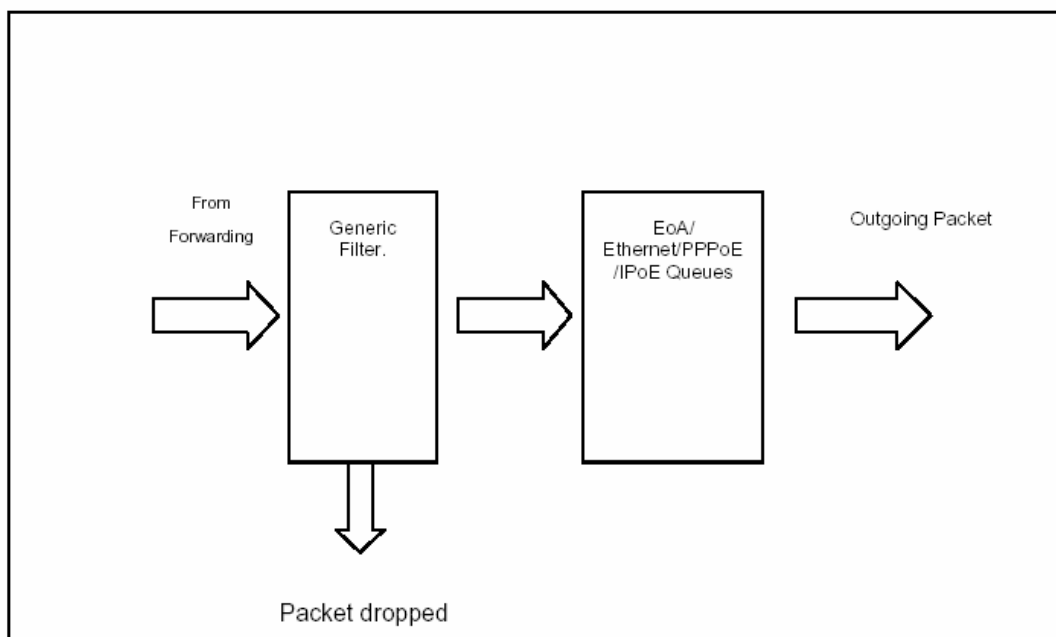 From
Forwarding
Generic
Filter.
EoA/
Ethernet/PPPoE
/IPoE Queues
Outgoing Packet
Packet dropped